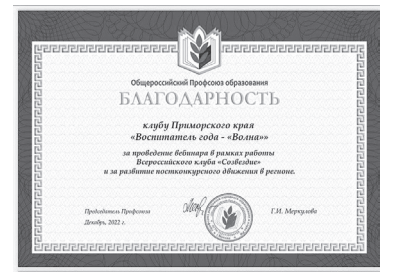 Общероссийский Профсоюз образования
БЛАГОДАРНОСТЬ
клубу Приморского края
«Воспитатель года - «Волна»»
за проведение вебинара в рамках работы
Всероссийского клуба «Созвездие»
и за развитие постконкурсного движения в регионе.
Председатель Профсоюза
Г.И. Меркулова
Декабрь, 2022 г.